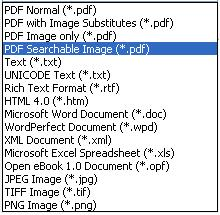 PDF Normal (*.pdf)
PDF with Image Substitutes (*.pdf)
PDF Image only (*.pdf)
PDF Searchable Image (*.pdf)
Text (*.txt)
UNICODE Text (*.txt)
Rich Text Format (*.rtf)
HTML 4.0 (*.htm)
Microsoft Word Document (*.doc)
WordPerfect Document (*.wpd)
XML Document (*.xml)
Microsoft Excel Spreadsheet (*.xls)
Open eBook 1.0 Document (*.opf)
JPEG Image (*.jpg)
TIFF Image (*.tif)
PNG Image (*.png)